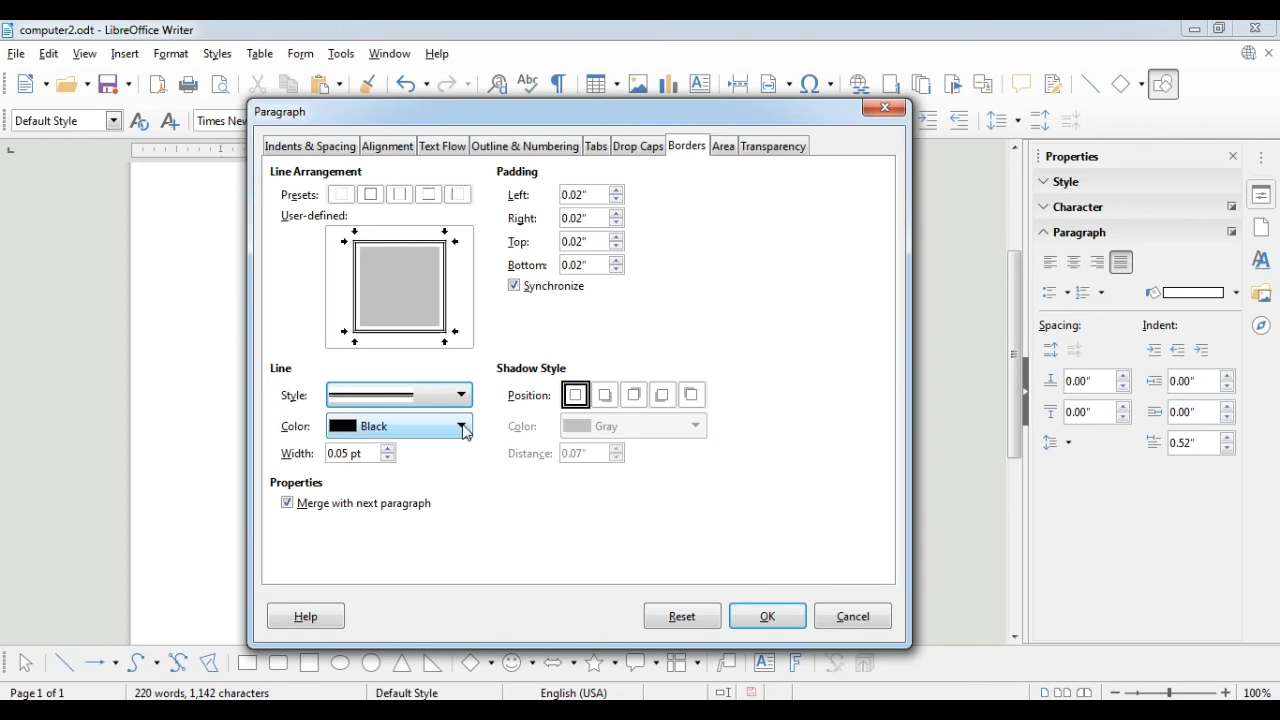 computer2.odt - LibreOffice Writer
File Edit View Insert Format Styles Table Form Tools Window Help
Default Style Times New
Paragraph
Indents & Spacing Alignment Text Flow Outline & Numbering Tabs Drop Caps Borders Area Transparency
Line Arrangement
Presets:
User-defined:
Padding
Left: 0.02"
Right: 0.02"
Top: 0.02"
Bottom: 0.02"
Synchronize
Line
Style:
Color: Black
Width: 0.05 pt
Shadow Style
Position:
Color: Gray
Distance: 0.07"
Properties
Merge with next paragraph
Help Reset OK Cancel
Properties
Style
Character
Paragraph
Spacing: Indent:
0.00" 0.00"
0.00" 0.00"
0.52"
Page 1 of 1 220 words, 1,142 characters Default Style English (USA) 100%